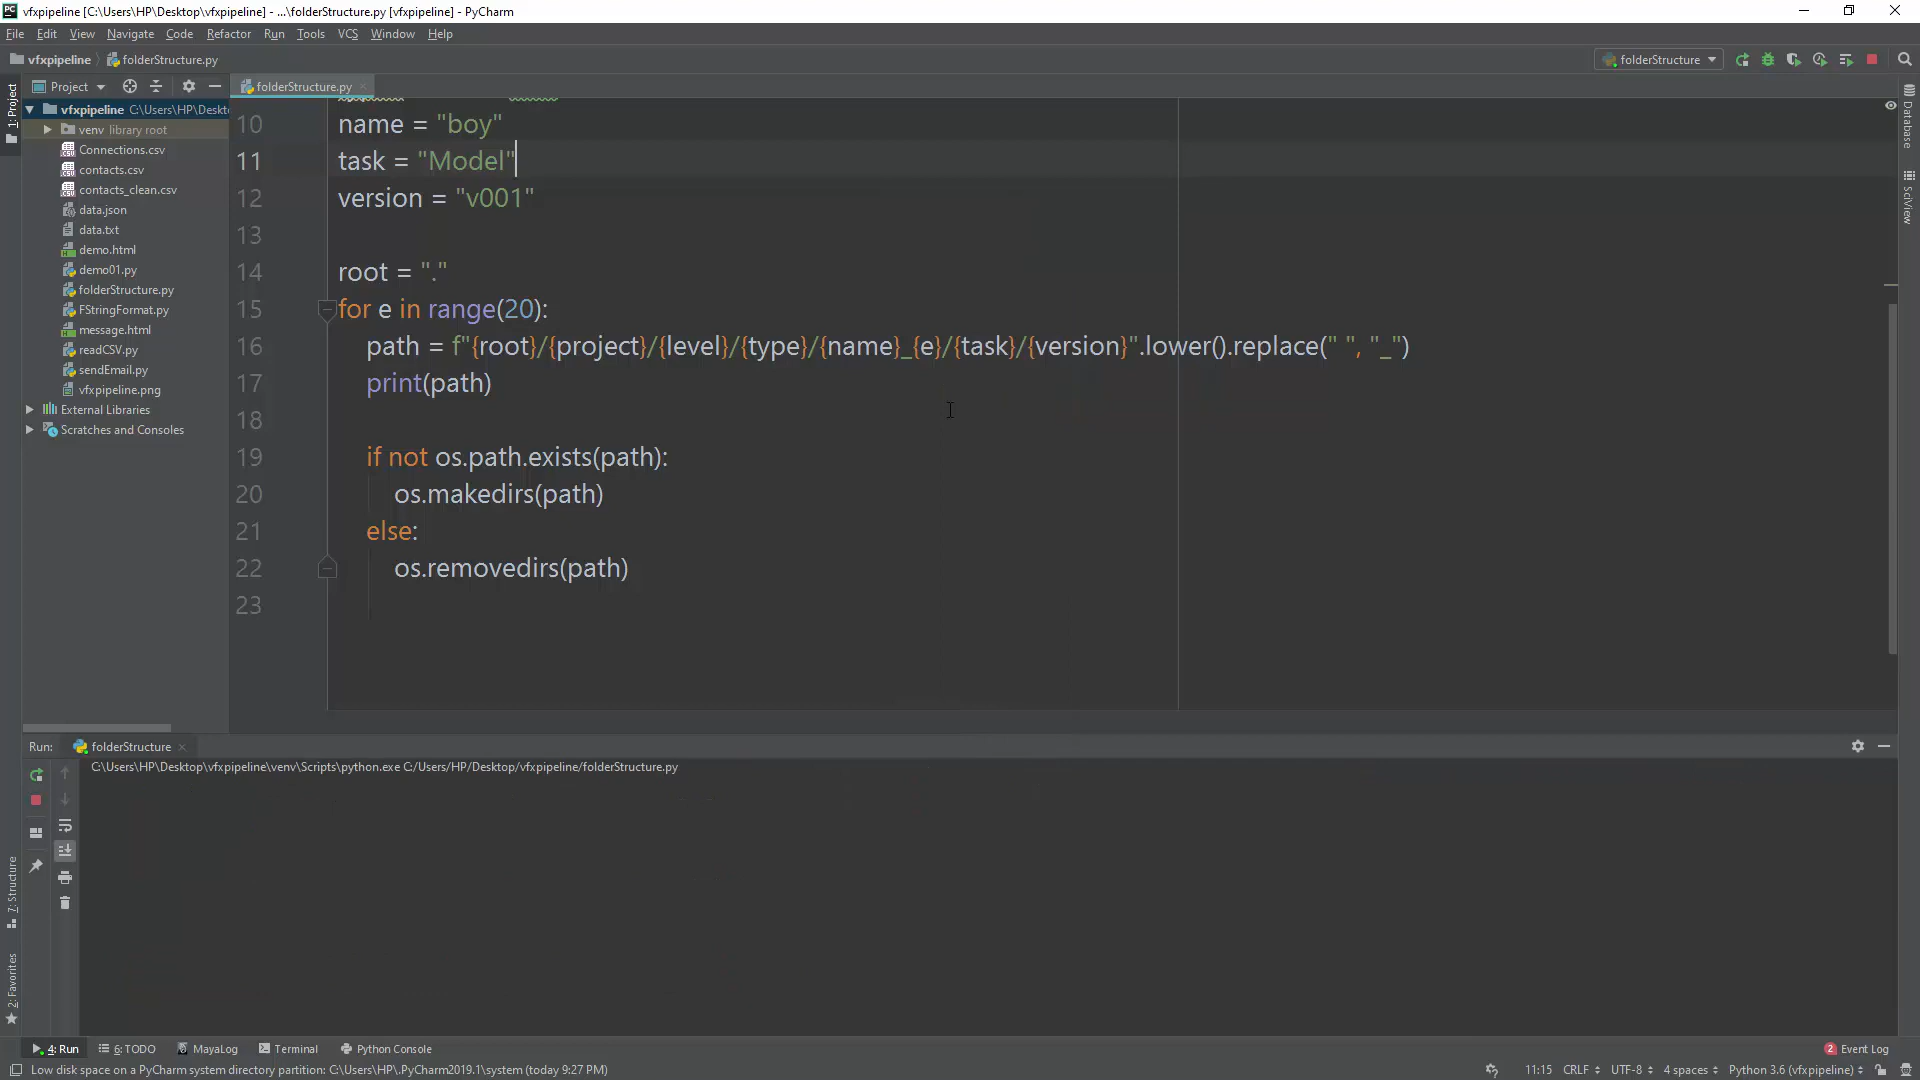 vfxpipeline [C:\Users\HP\Desktop\vfxpipeline] - ...\folderStructure.py [vfxpipeline] - PyCharm
File Edit View Navigate Code Refactor Run Tools VCS Window Help
vfxpipeline folderStructure.py folderStructure
1: Project
Project
folderStructure.py
vfxpipeline C:\Users\HP\Deskto
venv library root
Connections.csv
contacts.csv
contacts_clean.csv
data.json
data.txt
demo.html
demo01.py
folderStructure.py
FStringFormat.py
message.html
readCSV.py
sendEmail.py
vfxpipeline.png
External Libraries
Scratches and Consoles
10 name = "boy"
11 task = "Model"
12 version = "v001"
13
14 root = "."
15 for e in range(20):
16 path = f"{root}/{project}/{level}/{type}/{name}_{e}/{task}/{version}".lower().replace(" ", "_")
17 print(path)
18
19 if not os.path.exists(path):
20 os.makedirs(path)
21 else:
22 os.removedirs(path)
23
Database
SciView
Run: folderStructure
C:\Users\HP\Desktop\vfxpipeline\venv\Scripts\python.exe C:/Users/HP/Desktop/vfxpipeline/folderStructure.py
7: Structure
2: Favorites
4: Run 6: TODO MayaLog Terminal Python Console 2 Event Log
Low disk space on a PyCharm system directory partition: C:\Users\HP\.PyCharm2019.1\system (today 9:27 PM) 11:15 CRLF UTF-8 4 spaces Python 3.6 (vfxpipeline)